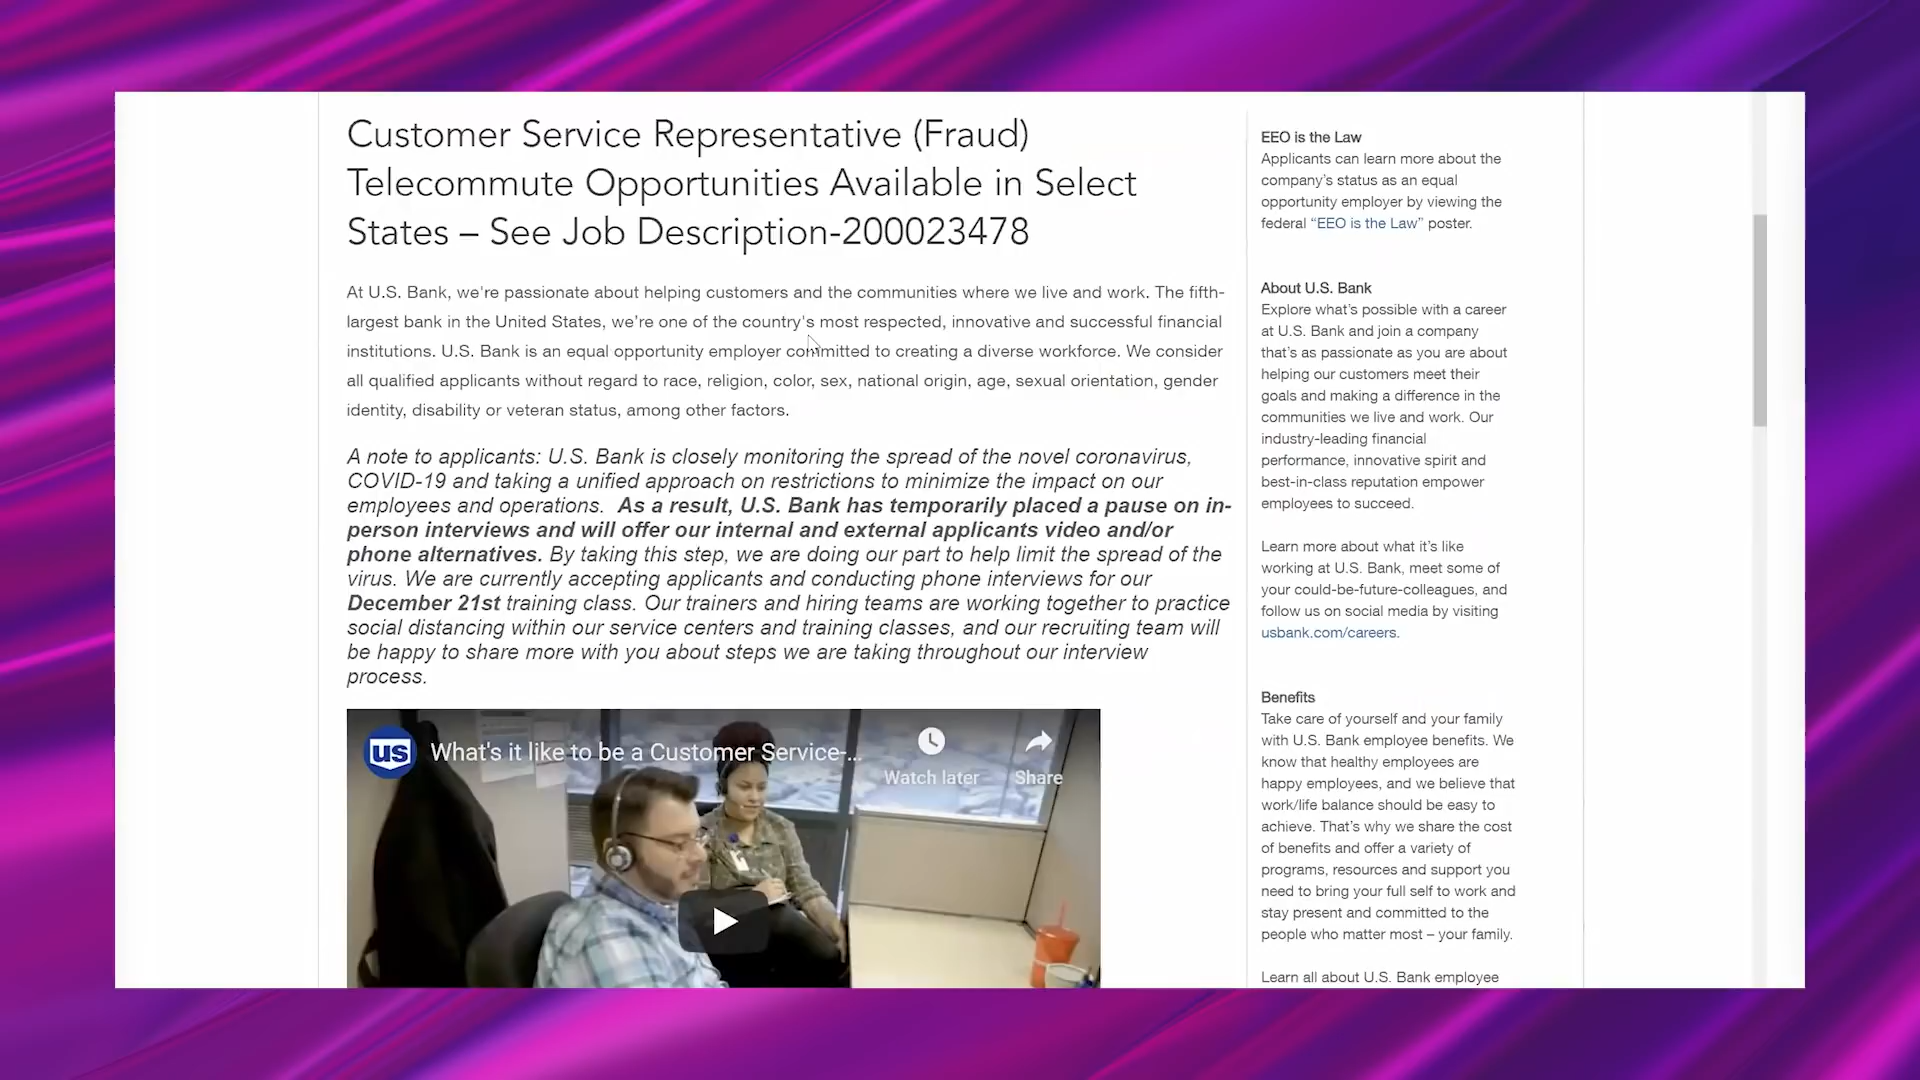 Customer Service Representative (Fraud)
Telecommute Opportunities Available in Select
States – See Job Description-200023478
At U.S. Bank, we're passionate about helping customers and the communities where we live and work. The fifth-
largest bank in the United States, we’re one of the country's most respected, innovative and successful financial
institutions. U.S. Bank is an equal opportunity employer committed to creating a diverse workforce. We consider
all qualified applicants without regard to race, religion, color, sex, national origin, age, sexual orientation, gender
identity, disability or veteran status, among other factors.
A note to applicants: U.S. Bank is closely monitoring the spread of the novel coronavirus,
COVID-19 and taking a unified approach on restrictions to minimize the impact on our
employees and operations. As a result, U.S. Bank has temporarily placed a pause on in-
person interviews and will offer our internal and external applicants video and/or
phone alternatives. By taking this step, we are doing our part to help limit the spread of the
virus. We are currently accepting applicants and conducting phone interviews for our
December 21st training class. Our trainers and hiring teams are working together to practice
social distancing within our service centers and training classes, and our recruiting team will
be happy to share more with you about steps we are taking throughout our interview
process.
us
What's it like to be a Customer Service-...
Watch later
Share
EEO is the Law
Applicants can learn more about the
company’s status as an equal
opportunity employer by viewing the
federal “EEO is the Law” poster.
About U.S. Bank
Explore what’s possible with a career
at U.S. Bank and join a company
that’s as passionate as you are about
helping our customers meet their
goals and making a difference in the
communities we live and work. Our
industry-leading financial
performance, innovative spirit and
best-in-class reputation empower
employees to succeed.
Learn more about what it’s like
working at U.S. Bank, meet some of
your could-be-future-colleagues, and
follow us on social media by visiting
usbank.com/careers.
Benefits
Take care of yourself and your family
with U.S. Bank employee benefits. We
know that healthy employees are
happy employees, and we believe that
work/life balance should be easy to
achieve. That’s why we share the cost
of benefits and offer a variety of
programs, resources and support you
need to bring your full self to work and
stay present and committed to the
people who matter most – your family.
Learn all about U.S. Bank employee